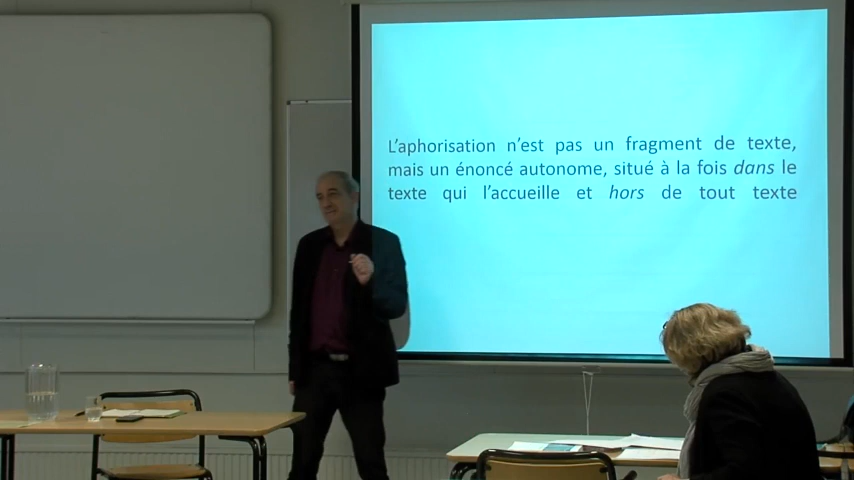 L'aphorisation n'est pas un fragment de texte,
mais un énoncé autonome, situé à la fois dans le
texte qui l'accueille et hors de tout texte